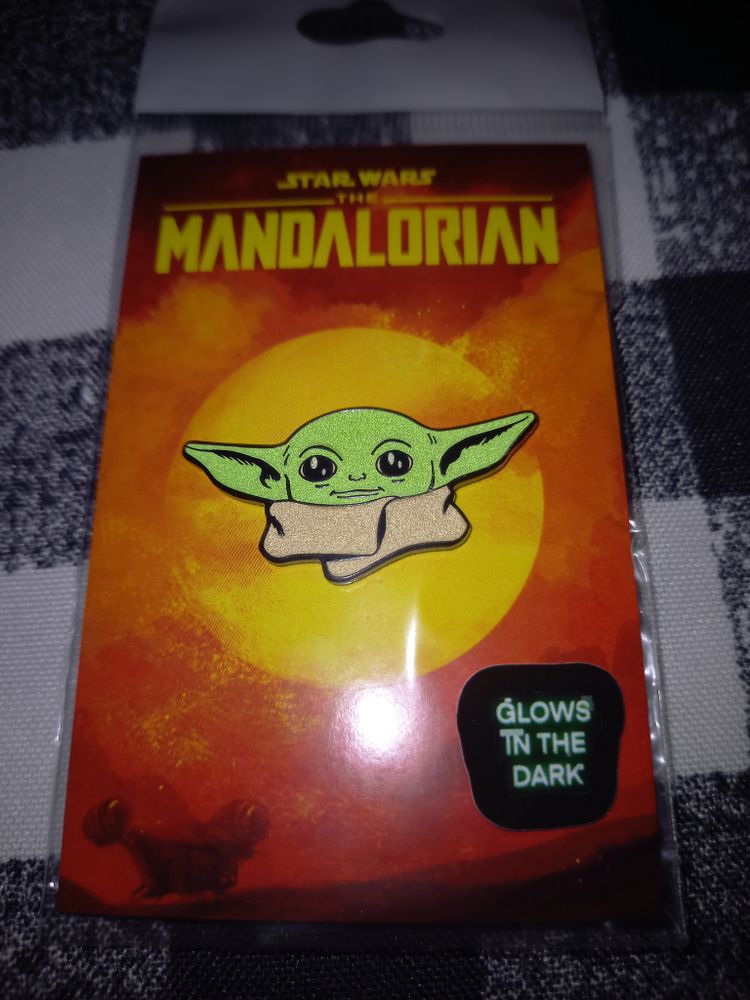 STAR WARS
THE
MANDALORIAN
GLOWS
IN THE
DARK